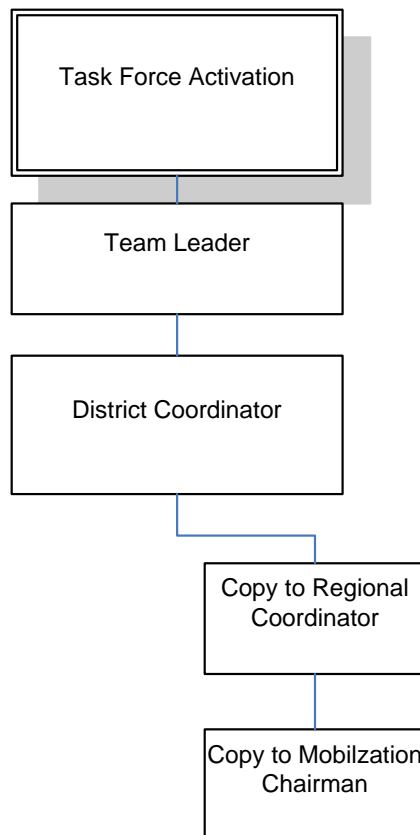 Task Force Activation
Team Leader
District Coordinator
Copy to Regional
Coordinator
Copy to Mobilzation
Chairman